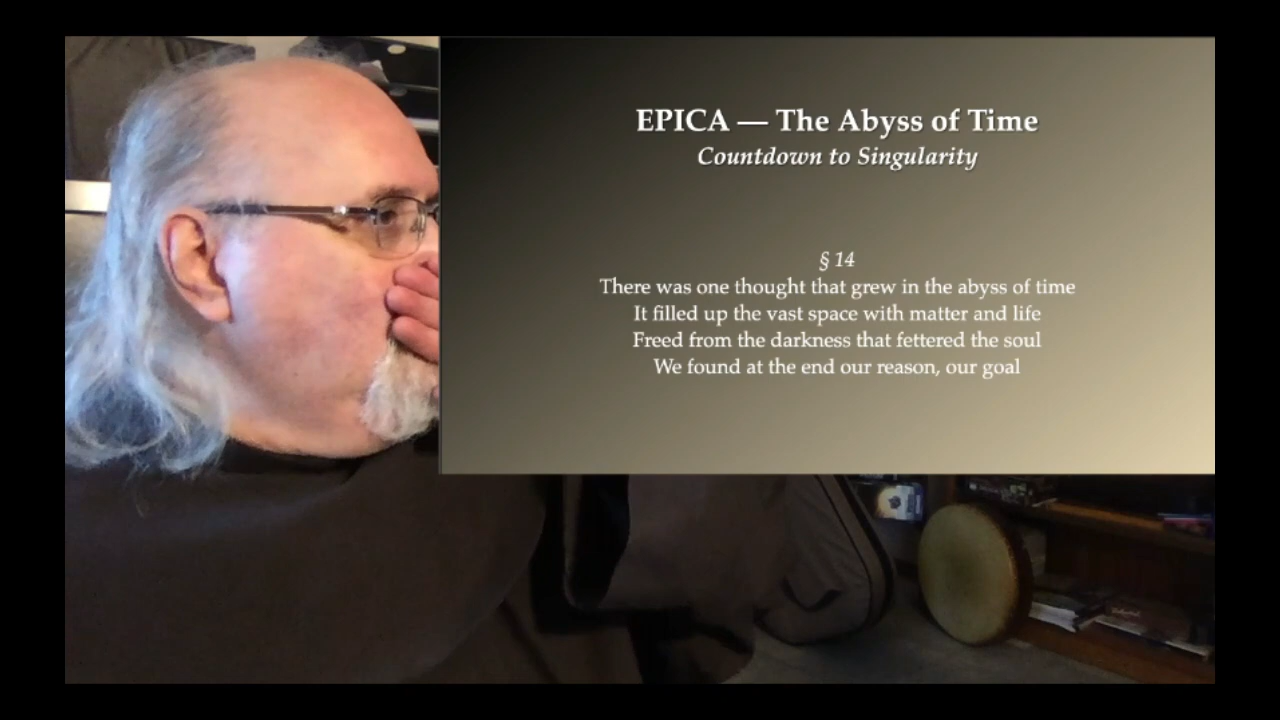 EPICA — The Abyss of Time
Countdown to Singularity
§ 14
There was one thought that grew in the abyss of time
It filled up the vast space with matter and life
Freed from the darkness that fettered the soul
We found at the end our reason, our goal